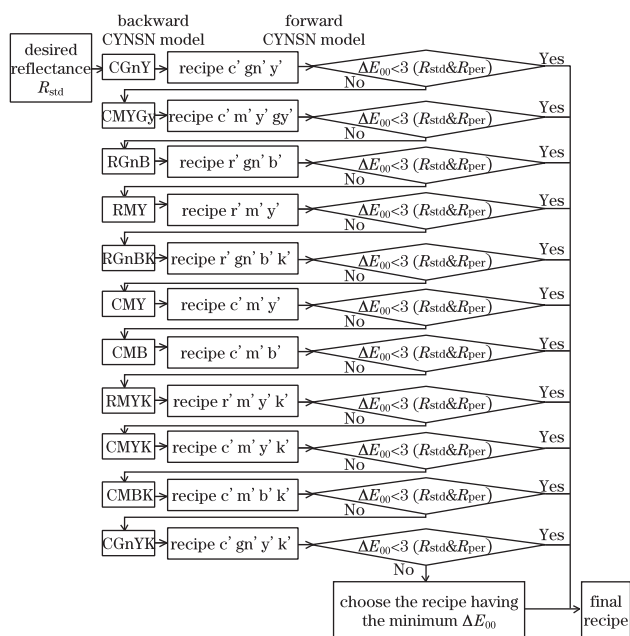 backward
CYNSN model
forward
CYNSN model
desired
reflectance
R_std
CGnY
recipe c' gn' y'
ΔE₀₀<3 (Rstd&Rper)
Yes
No
CMYGy
recipe c' m' y' gy'
ΔE₀₀<3 (Rstd&Rper)
Yes
No
RGnB
recipe r' gn' b'
ΔE₀₀<3 (Rstd&Rper)
Yes
No
RMY
recipe r' m' y'
ΔE₀₀<3 (Rstd&Rper)
Yes
No
RGnBK
recipe r' gn' b' k'
ΔE₀₀<3 (Rstd&Rper)
Yes
No
CMY
recipe c' m' y'
ΔE₀₀<3 (Rstd&Rper)
Yes
No
CMB
recipe c' m' b'
ΔE₀₀<3 (Rstd&Rper)
Yes
No
RMYK
recipe r' m' y' k'
ΔE₀₀<3 (Rstd&Rper)
Yes
No
CMYK
recipe c' m' y' k'
ΔE₀₀<3 (Rstd&Rper)
Yes
No
CMBK
recipe c' m' b' k'
ΔE₀₀<3 (Rstd&Rper)
Yes
No
CGnYK
recipe c' gn' y' k'
ΔE₀₀<3 (Rstd&Rper)
Yes
No
choose the recipe having
the minimum ΔE₀₀
final
recipe